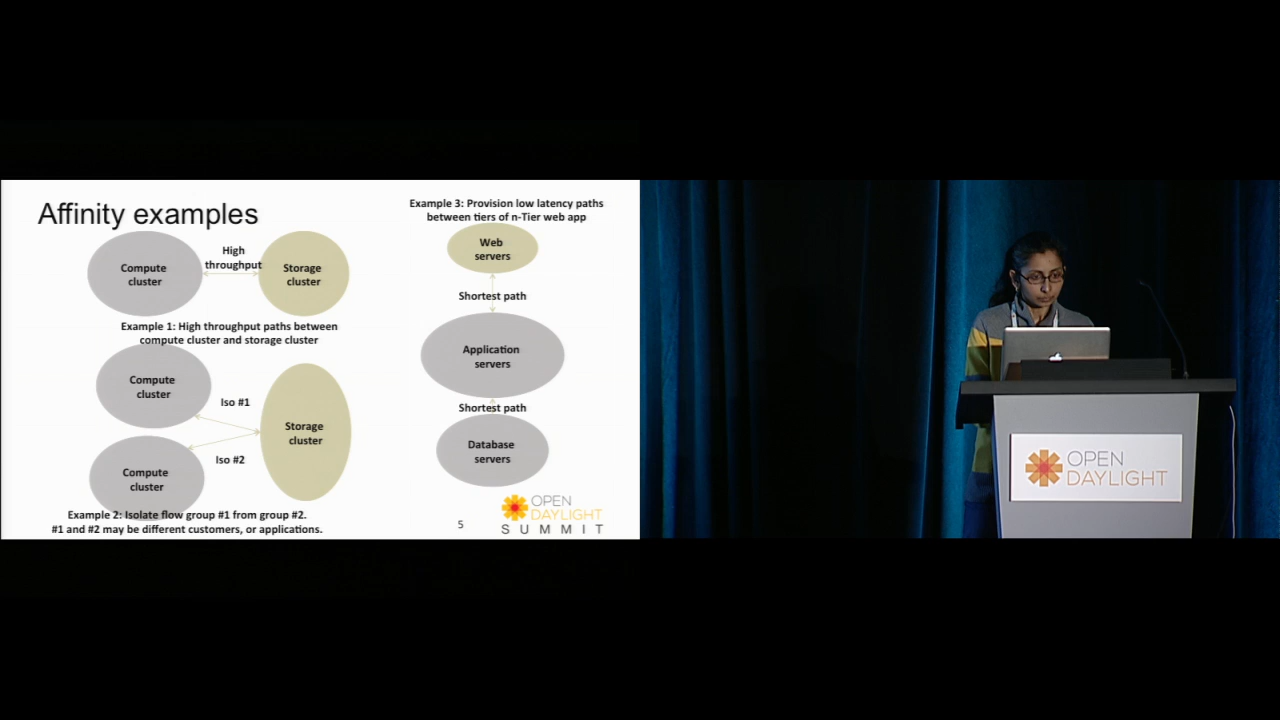 Affinity examples
Compute
cluster
High
throughput
Storage
cluster
Example 1: High throughput paths between
compute cluster and storage cluster
Compute
cluster
Iso #1
Storage
cluster
Iso #2
Compute
cluster
Example 2: Isolate flow group #1 from group #2.
#1 and #2 may be different customers, or applications.
Example 3: Provision low latency paths
between tiers of n-Tier web app
Web
servers
Shortest path
Application
servers
Shortest path
Database
servers
5
OPEN
DAYLIGHT
SUMMIT
OPEN
DAYLIGHT